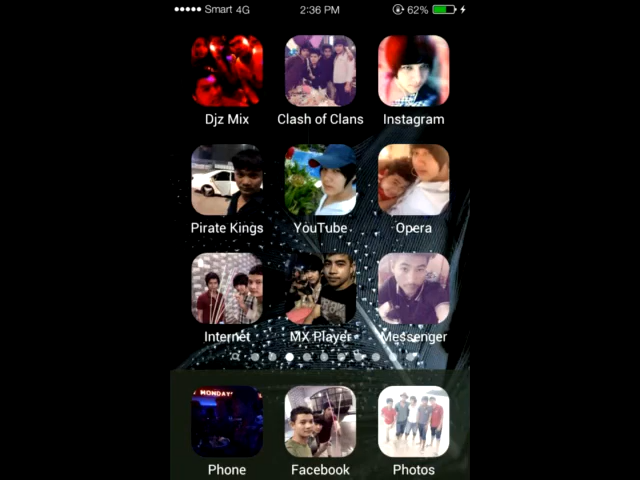 Smart 4G 2:36 PM 62%
Djz Mix Clash of Clans Instagram
Pirate Kings YouTube Opera
Internet MX Player Messenger
MONDAY
Phone Facebook Photos